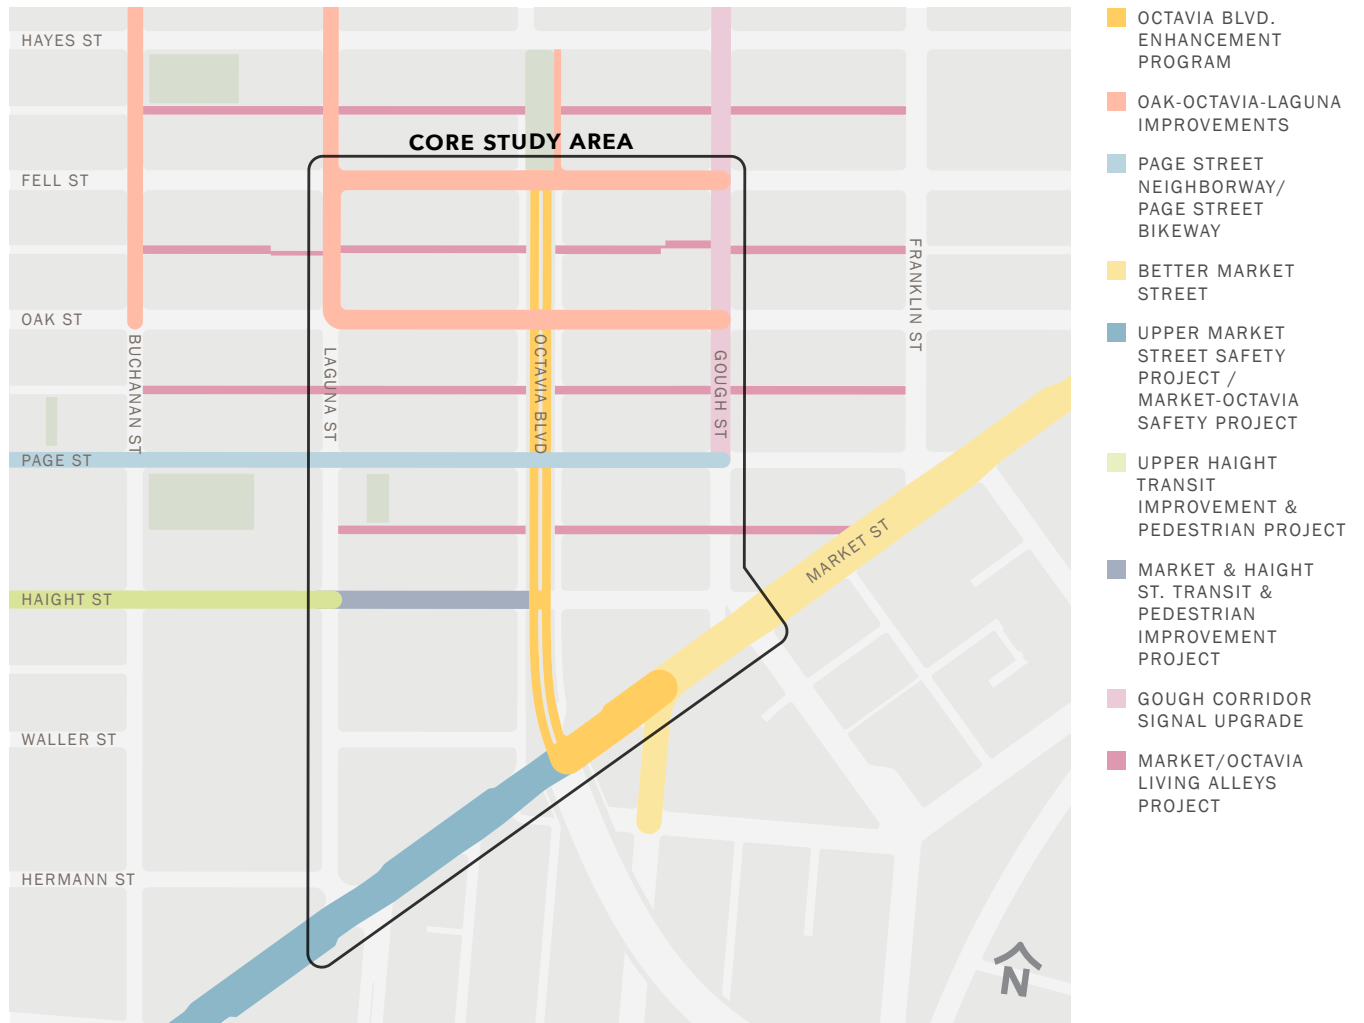 HAYES ST
CORE STUDY AREA
FELL ST
FRANKLIN ST
OAK ST
BUCHANAN ST
LAGUNA ST
OCTAVIA BLVD
GOUGH ST
PAGE ST
MARKET ST
HAIGHT ST
WALLER ST
HERMANN ST
N
OCTAVIA BLVD.
ENHANCEMENT
PROGRAM
OAK-OCTAVIA-LAGUNA
IMPROVEMENTS
PAGE STREET
NEIGHBORWAY/
PAGE STREET
BIKEWAY
BETTER MARKET
STREET
UPPER MARKET
STREET SAFETY
PROJECT /
MARKET-OCTAVIA
SAFETY PROJECT
UPPER HAIGHT
TRANSIT
IMPROVEMENT &
PEDESTRIAN PROJECT
MARKET & HAIGHT
ST. TRANSIT &
PEDESTRIAN
IMPROVEMENT
PROJECT
GOUGH CORRIDOR
SIGNAL UPGRADE
MARKET/OCTAVIA
LIVING ALLEYS
PROJECT